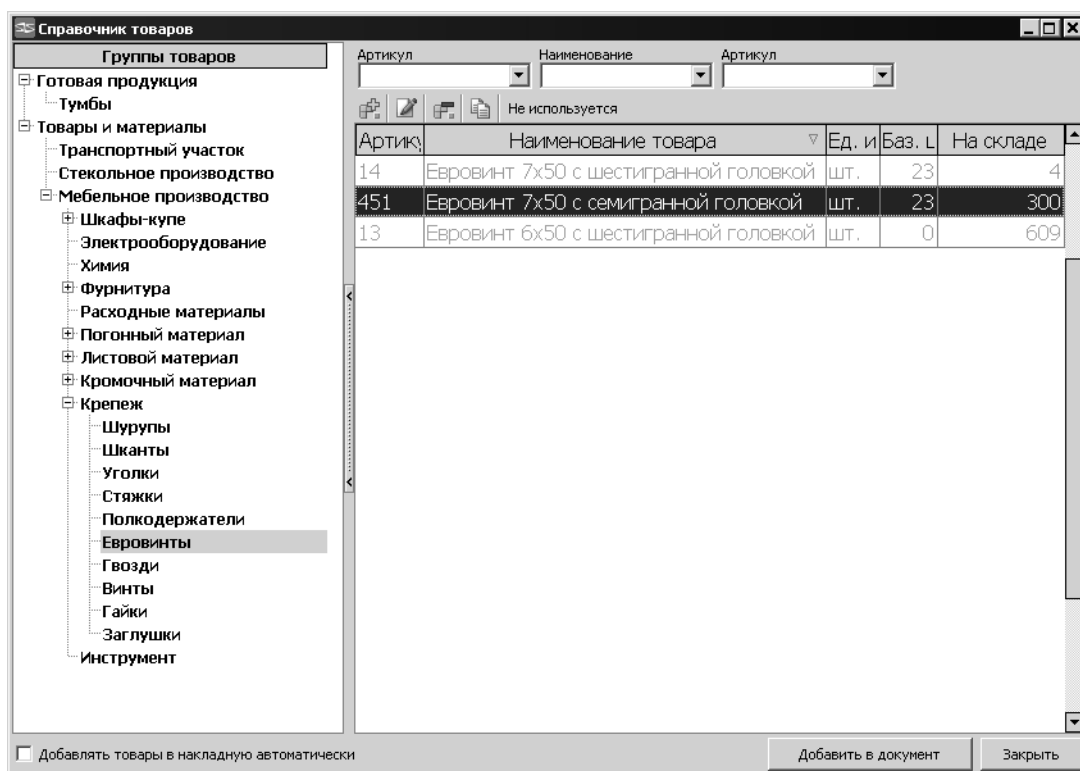 Справочник товаров
Группы товаров
Готовая продукция
Тумбы
Товары и материалы
Транспортный участок
Стекольное производство
Мебельное производство
Шкафы-купе
Электрооборудование
Химия
Фурнитура
Расходные материалы
Погонный материал
Листовой материал
Кромочный материал
Крепеж
Шурупы
Шканты
Уголки
Стяжки
Полкодержатели
Евровинты
Гвозди
Винты
Гайки
Заглушки
Инструмент
Артикул Наименование Артикул
Не используется
Артику Наименование товара Ед. и Баз. ц На складе
14 Евровинт 7х50 с шестигранной головкой шт. 23 4
451 Евровинт 7х50 с семигранной головкой шт. 23 300
13 Евровинт 6х50 с шестигранной головкой шт. 0 609
Добавлять товары в накладную автоматически
Добавить в документ Закрыть